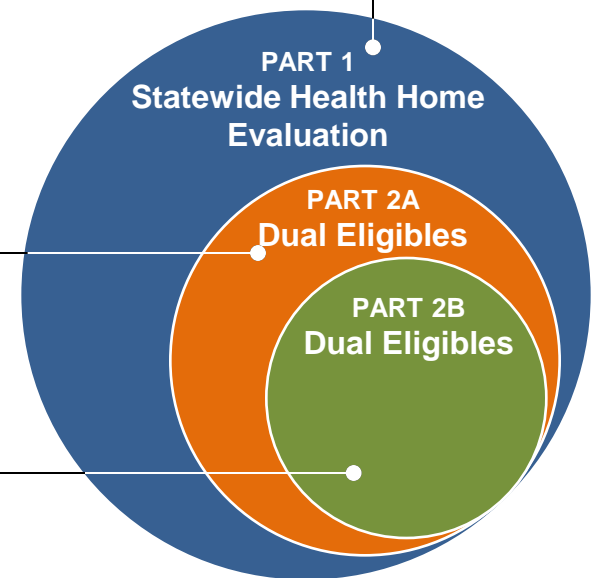 PART 1
Statewide Health Home
Evaluation
PART 2A
Dual Eligibles
PART 2B
Dual Eligibles